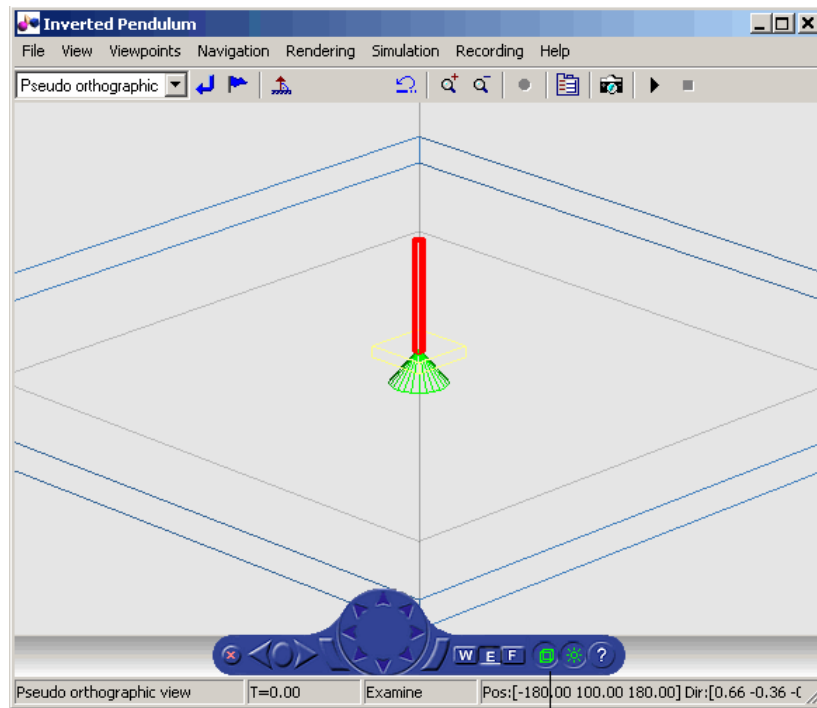 Inverted Pendulum
File View Viewpoints Navigation Rendering Simulation Recording Help
Pseudo orthographic
W E F ?
Pseudo orthographic view T=0.00 Examine Pos:[-180.00 100.00 180.00] Dir:[0.66 -0.36 -0